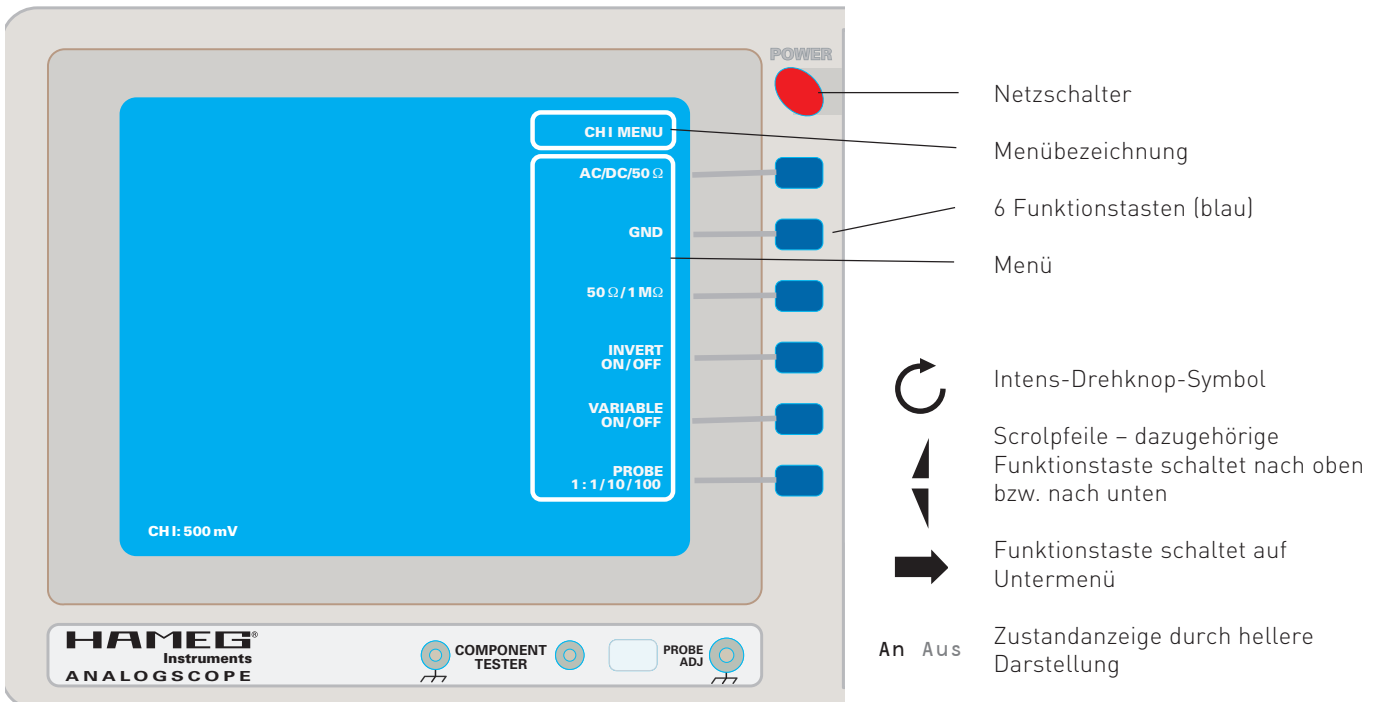 POWER
CH I MENU
AC/DC/50 Ω
GND
50 Ω / 1 MΩ
INVERT
ON/OFF
VARIABLE
ON/OFF
PROBE
1 : 1 / 10 / 100
CH I: 500 mV
HAMEG®
Instruments
ANALOGSCOPE
COMPONENT
TESTER
PROBE
ADJ
Netzschalter
Menübezeichnung
6 Funktionstasten (blau)
Menü
Intens-Drehknop-Symbol
Scrolpfeile – dazugehörige
Funktionstaste schaltet nach oben
bzw. nach unten
Funktionstaste schaltet auf
Untermenü
An Aus
Zustandanzeige durch hellere
Darstellung